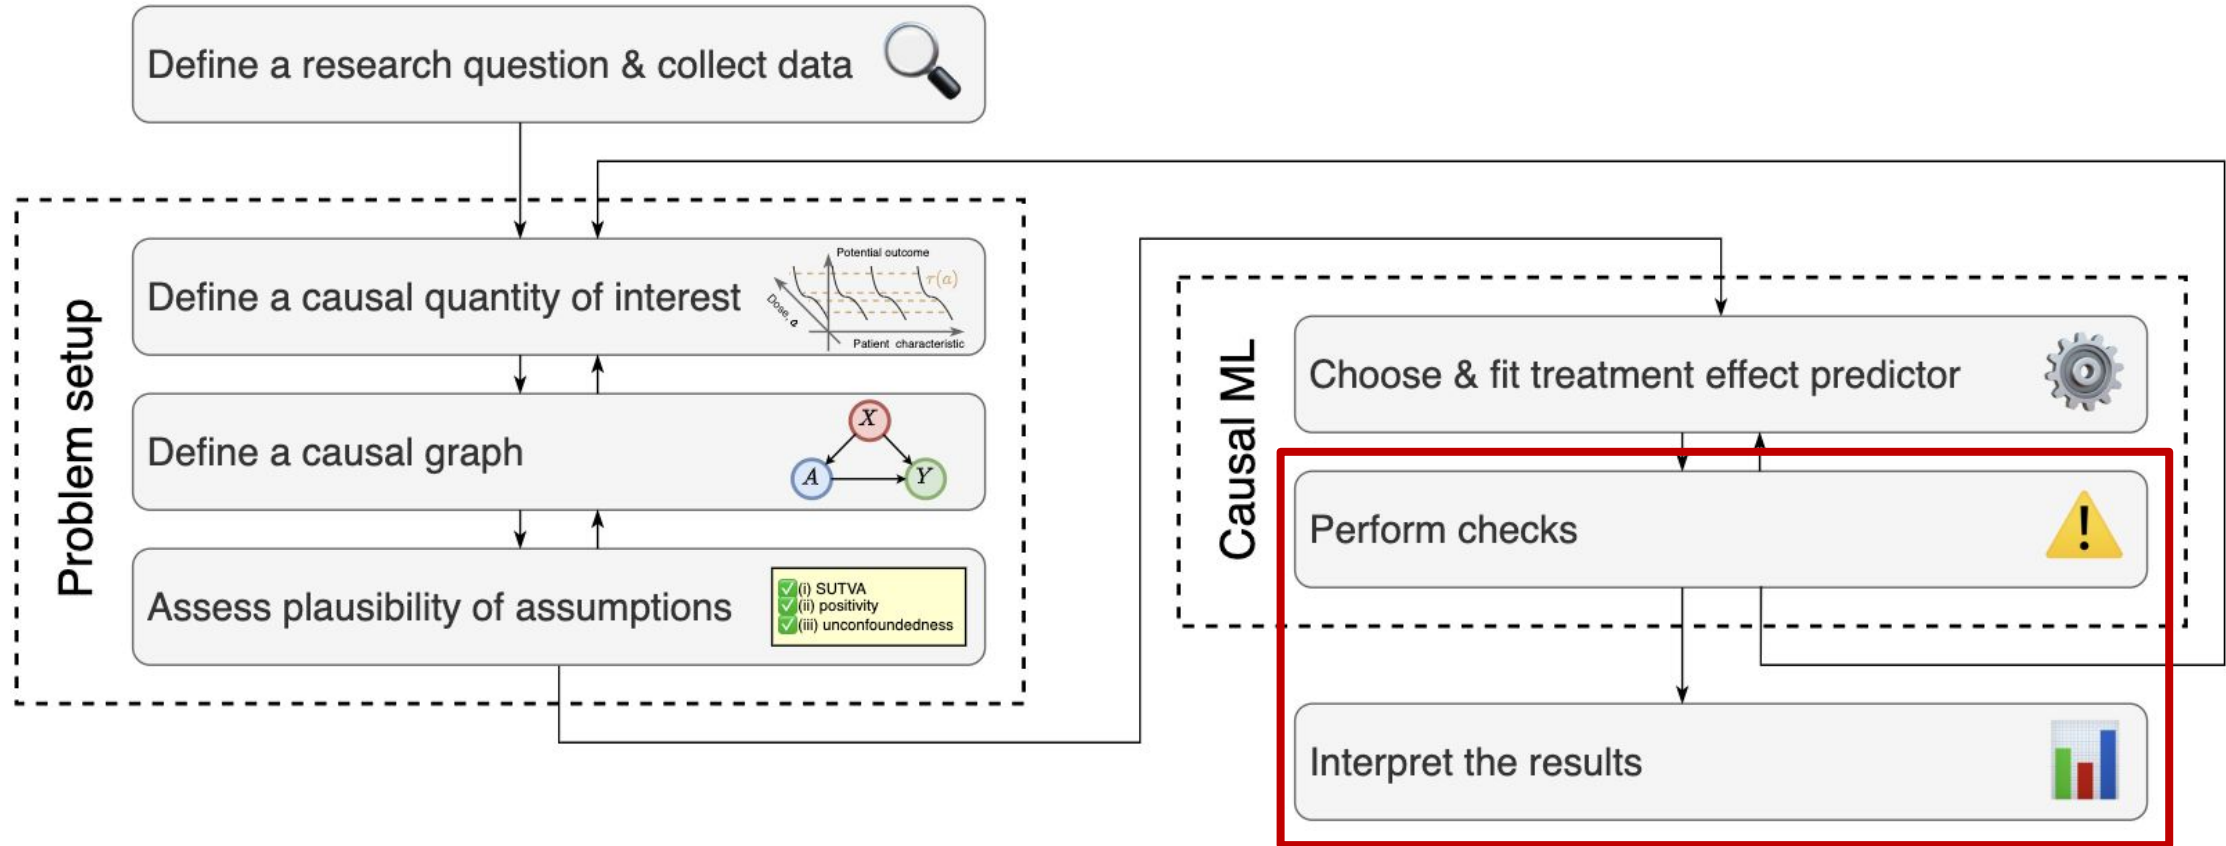 Define a research question & collect data
Problem setup
Define a causal quantity of interest
Potential outcome
τ(a)
Dose, a
Patient characteristic
Define a causal graph
X
A
Y
Assess plausibility of assumptions
(i) SUTVA
(ii) positivity
(iii) unconfoundedness
Causal ML
Choose & fit treatment effect predictor
Perform checks
Interpret the results